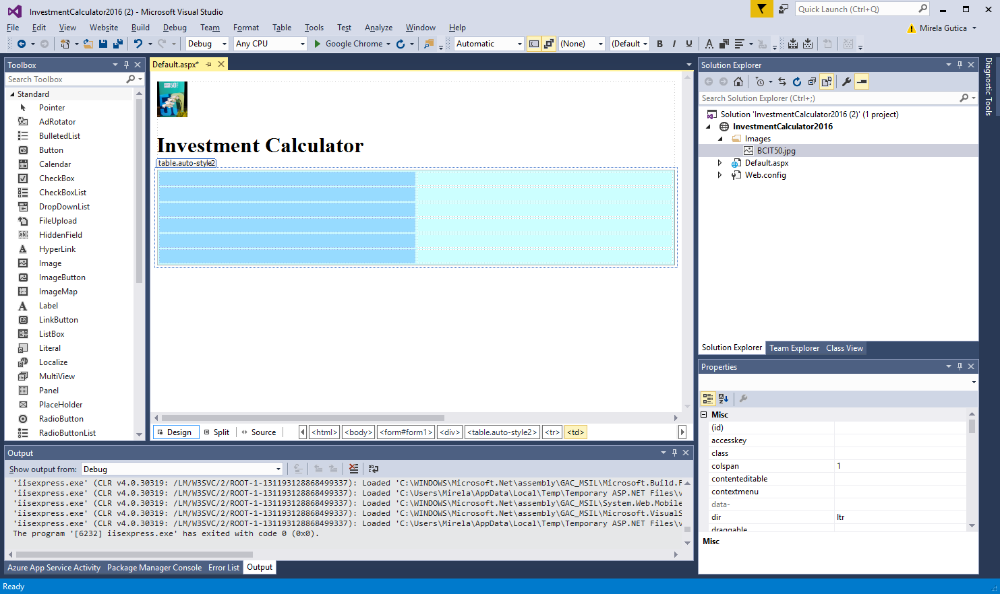 InvestmentCalculator2016 (2) - Microsoft Visual Studio
Quick Launch (Ctrl+Q)
File Edit View Website Build Debug Team Format Table Tools Test Analyze Window Help
Mirela Gutica
Debug Any CPU Google Chrome Automatic (None) (Default B I U
Toolbox
Search Toolbox
Standard
Pointer
AdRotator
BulletedList
Button
Calendar
CheckBox
CheckBoxList
DropDownList
FileUpload
HiddenField
HyperLink
Image
ImageButton
ImageMap
Label
LinkButton
ListBox
Literal
Localize
MultiView
Panel
PlaceHolder
RadioButton
RadioButtonList
Default.aspx*
50
Investment Calculator
table.auto-style2
Design Split Source
<html> <body> <form#form1> <div> <table.auto-style2> <tr> <td>
Solution Explorer
Search Solution Explorer (Ctrl+;)
Solution 'InvestmentCalculator2016 (2)' (1 project)
InvestmentCalculator2016
Images
BCIT50.jpg
Default.aspx
Web.config
Solution Explorer Team Explorer Class View
Diagnostic Tools
Properties
Misc
(id)
accesskey
class
colspan 1
contenteditable
contextmenu
data-
dir ltr
draggable
Misc
Output
Show output from: Debug
'iisexpress.exe' (CLR v4.0.30319: /LM/W3SVC/2/ROOT-1-131193128868499337): Loaded 'C:\WINDOWS\Microsoft.Net\assembly\GAC_MSIL\Microsoft.Build.F
'iisexpress.exe' (CLR v4.0.30319: /LM/W3SVC/2/ROOT-1-131193128868499337): Loaded 'C:\Users\Mirela\AppData\Local\Temp\Temporary ASP.NET Files\v
'iisexpress.exe' (CLR v4.0.30319: /LM/W3SVC/2/ROOT-1-131193128868499337): Loaded 'C:\WINDOWS\Microsoft.Net\assembly\GAC_MSIL\System.Web.Mobile
'iisexpress.exe' (CLR v4.0.30319: /LM/W3SVC/2/ROOT-1-131193128868499337): Loaded 'C:\WINDOWS\Microsoft.Net\assembly\GAC_MSIL\Microsoft.VisualS
'iisexpress.exe' (CLR v4.0.30319: /LM/W3SVC/2/ROOT-1-131193128868499337): Loaded 'C:\Users\Mirela\AppData\Local\Temp\Temporary ASP.NET Files\v
The program '[6232] iisexpress.exe' has exited with code 0 (0x0).
Azure App Service Activity Package Manager Console Error List Output
Ready